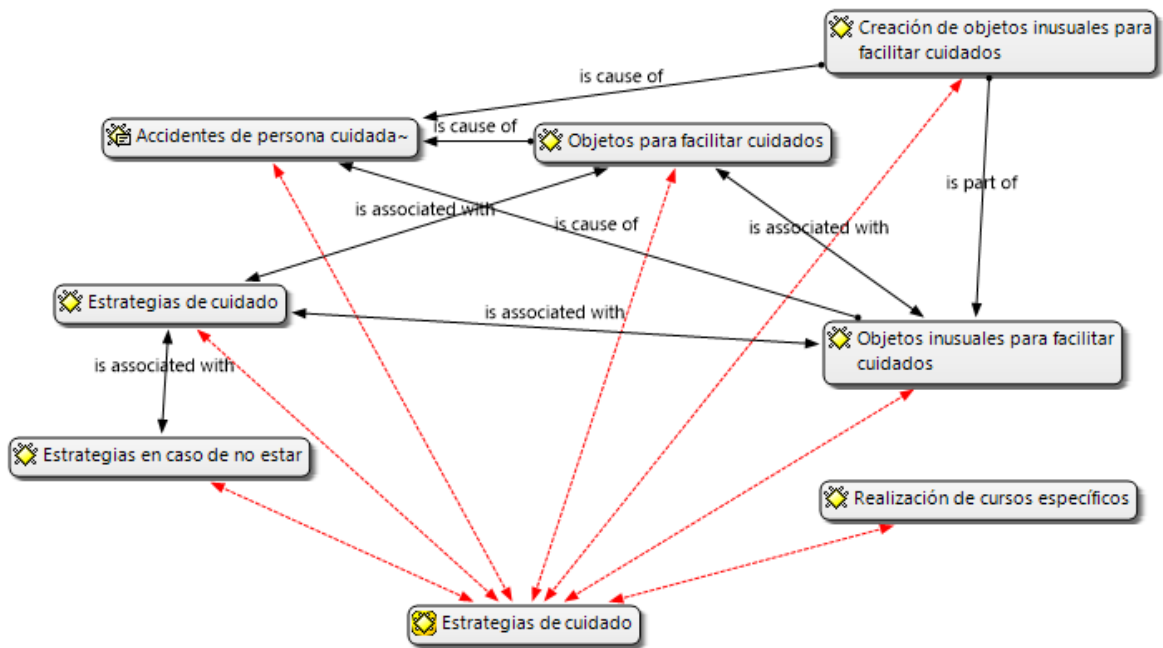 Creación de objetos inusuales para
facilitar cuidados
is cause of
Accidentes de persona cuidada~
is cause of
Objetos para facilitar cuidados
is part of
is associated with
is cause of
is associated with
Estrategias de cuidado
is associated with
Objetos inusuales para facilitar
cuidados
is associated with
Estrategias en caso de no estar
Realización de cursos específicos
Estrategias de cuidado